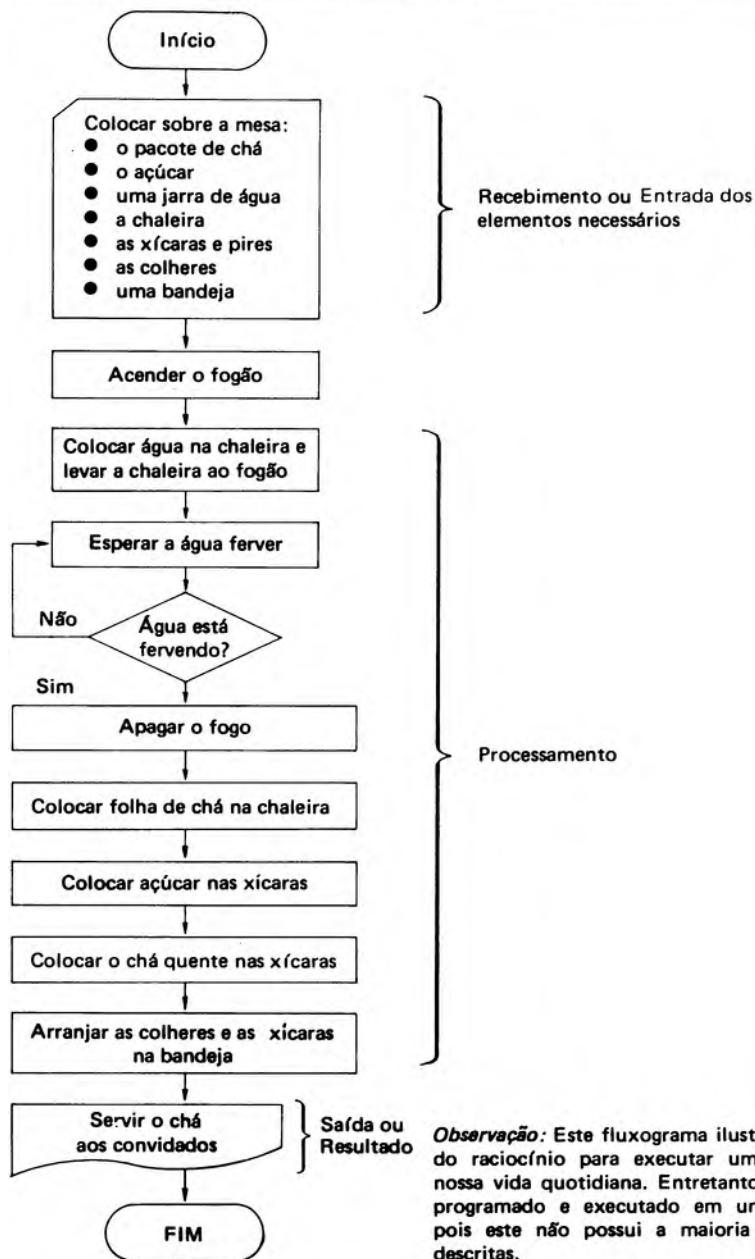 Início
Colocar sobre a mesa:
● o pacote de chá
● o açúcar
● uma jarra de água
● a chaleira
● as xícaras e pires
● as colheres
● uma bandeja
Recebimento ou Entrada dos
elementos necessários
Acender o fogão
Colocar água na chaleira e
levar a chaleira ao fogão
Esperar a água ferver
Não
Água está
fervendo?
Sim
Apagar o fogo
Processamento
Colocar folha de chá na chaleira
Colocar açúcar nas xícaras
Colocar o chá quente nas xícaras
Arranjar as colheres e as xícaras
na bandeja
Servir o chá
aos convidados
Saída ou
Resultado
Observação: Este fluxograma ilust
do raciocínio para executar um
nossa vida quotidiana. Entretanto
programado e executado em un
pois este não possui a maioria
descritas.
FIM